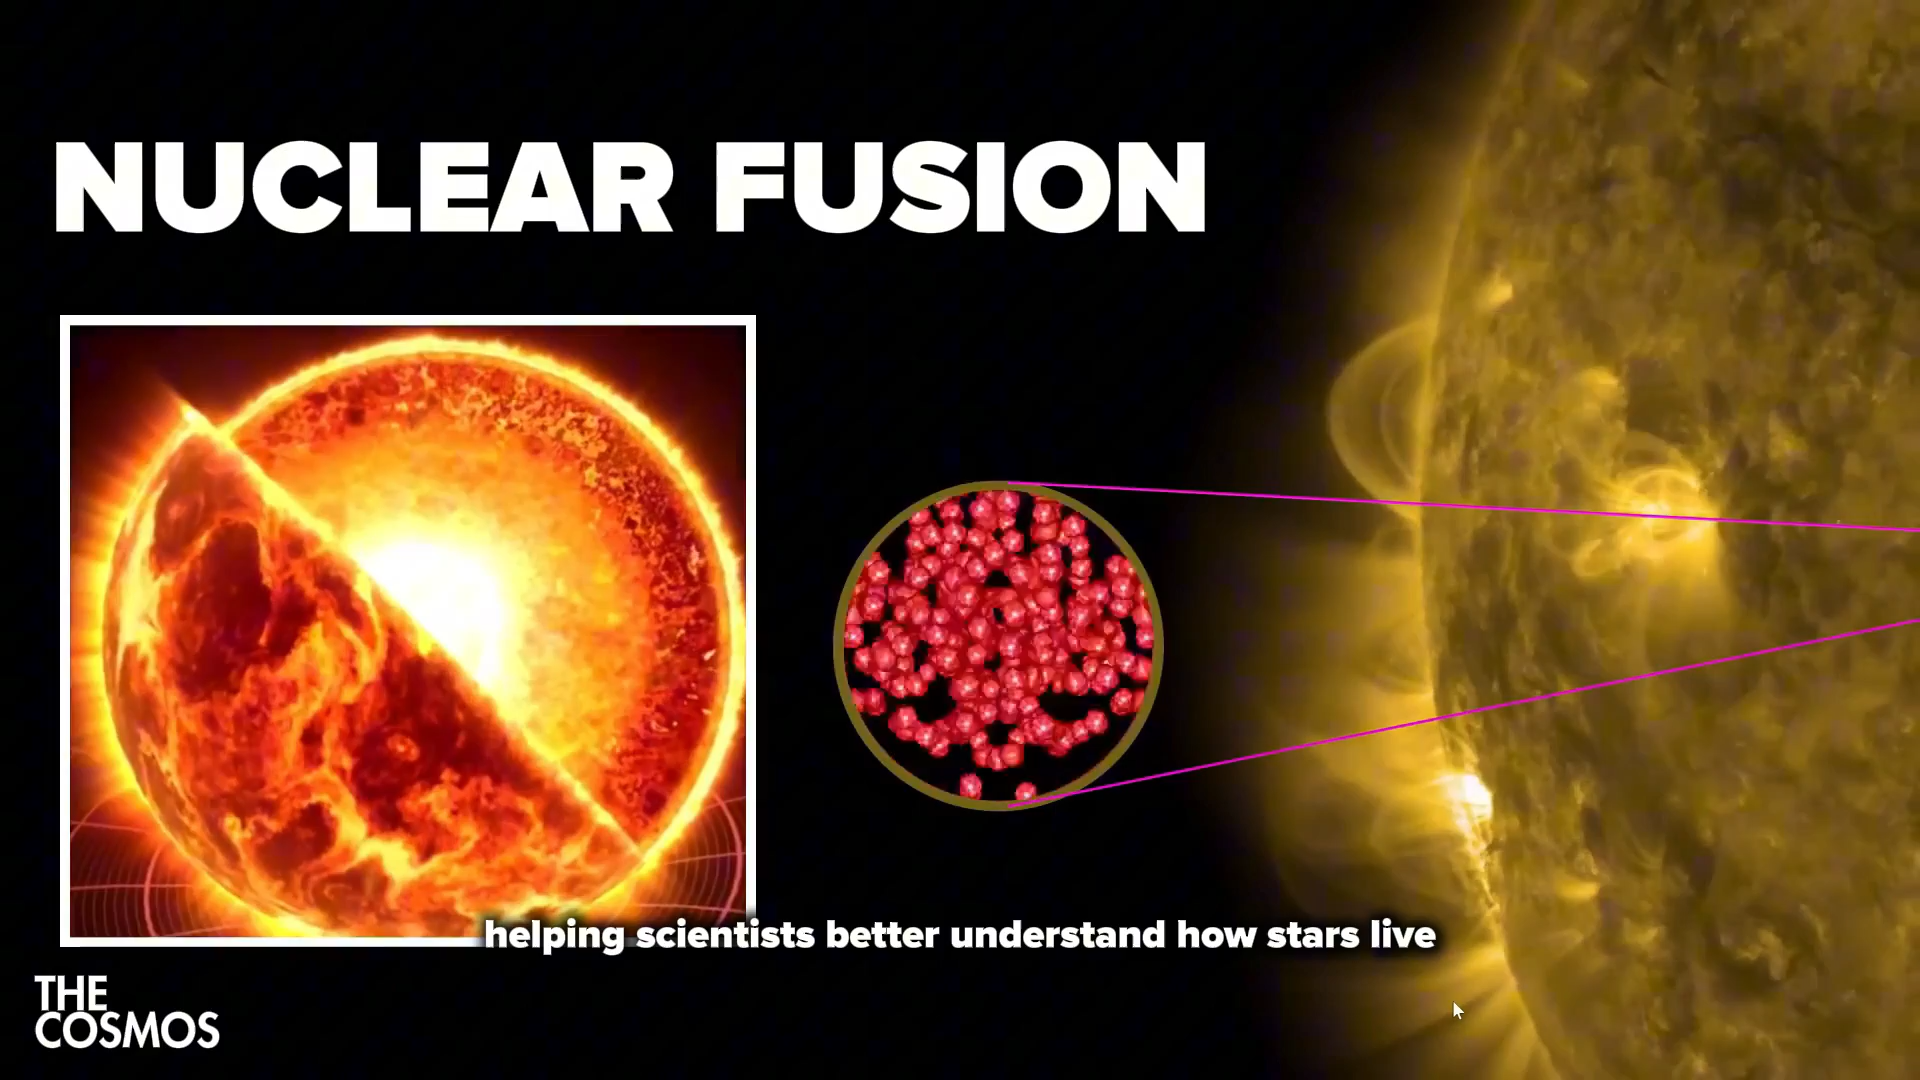 NUCLEAR FUSION
helping scientists better understand how stars live
THE
COSMOS